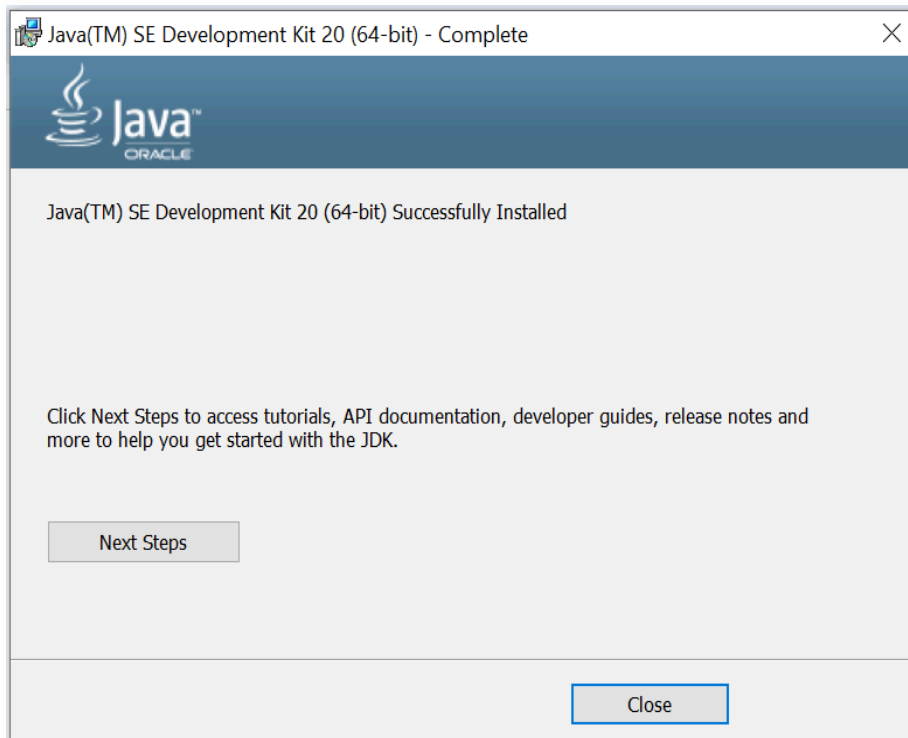 Java(TM) SE Development Kit 20 (64-bit) - Complete
Java™
ORACLE
Java(TM) SE Development Kit 20 (64-bit) Successfully Installed
Click Next Steps to access tutorials, API documentation, developer guides, release notes and
more to help you get started with the JDK.
Next Steps
Close